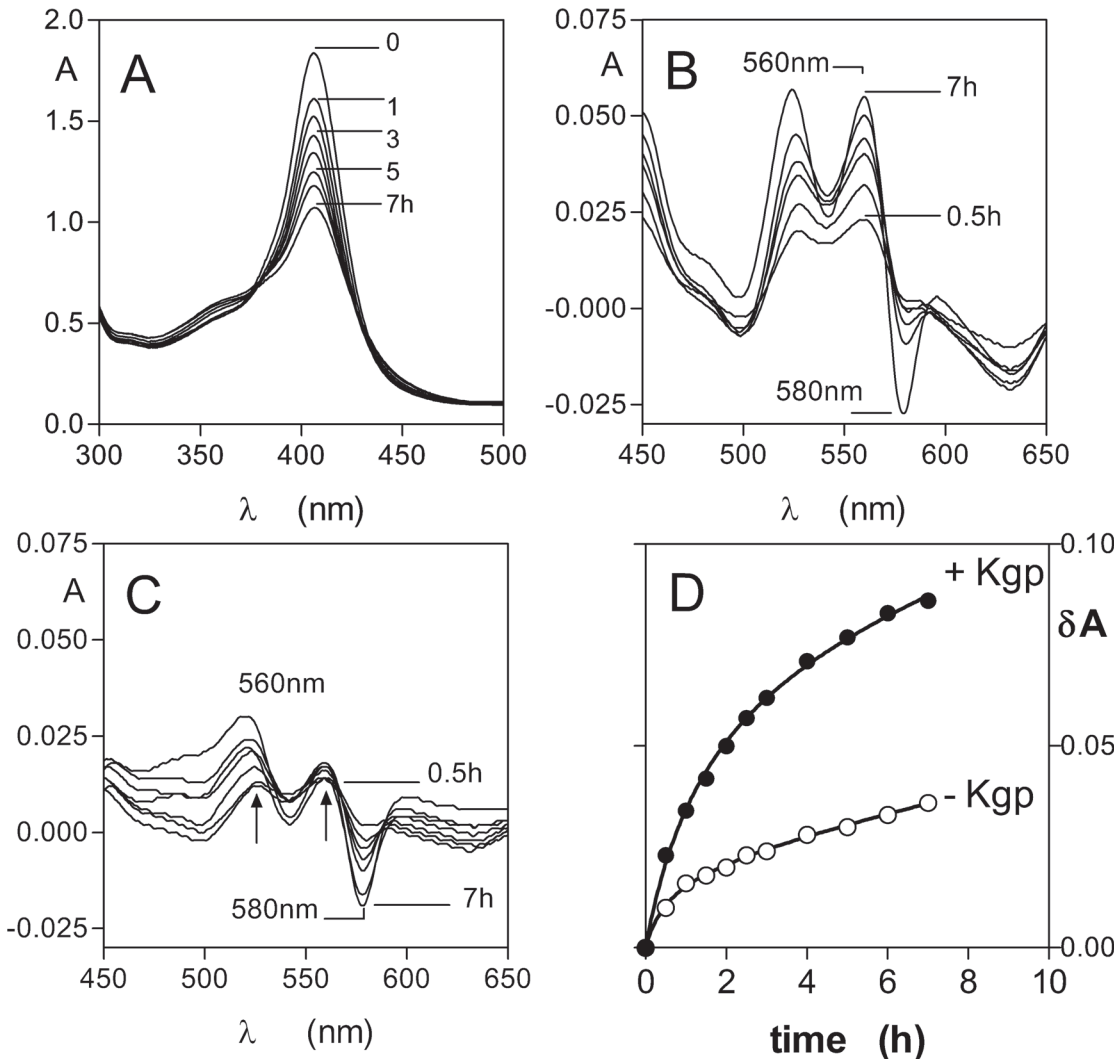 2.0
A
A
0
1.5
1
3
5
1.0
7h
0.5
0.0
300
400
450
500
λ (nm)
0.075
A
B
560nm
7h
0.050
0.025
0.5h
-0.000
580nm
-0.025
450
500
550
600
650
λ (nm)
0.075
A
C
0.050
560nm
0.025
0.5h
0.000
580nm
7h
-0.025
450
500
550
600
650
λ (nm)
0.10
D
+ Kgp
δA
0.05
- Kgp
0.00
0
2
4
6
8
10
time (h)